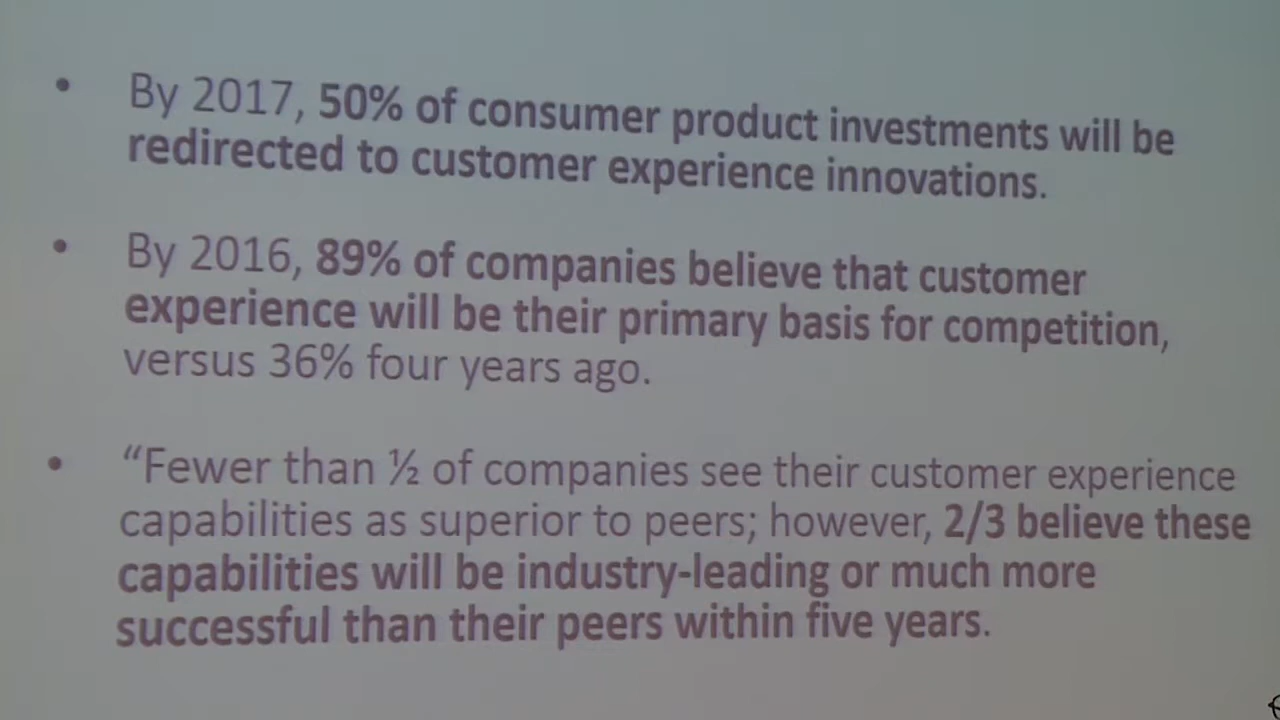 • By 2017, 50% of consumer product investments will be
redirected to customer experience innovations.
• By 2016, 89% of companies believe that customer
experience will be their primary basis for competition,
versus 36% four years ago.
• “Fewer than ½ of companies see their customer experience
capabilities as superior to peers; however, 2/3 believe these
capabilities will be industry-leading or much more
successful than their peers within five years.